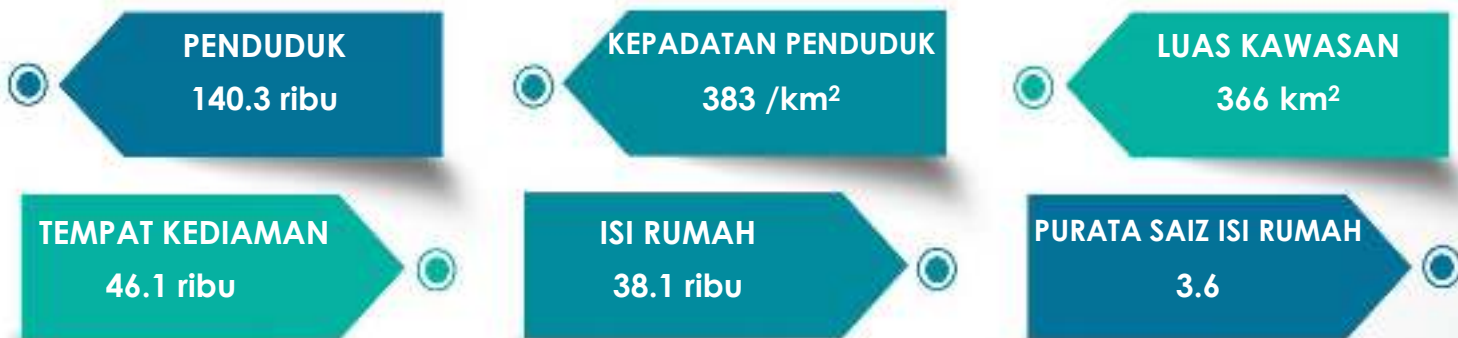 PENDUDUK
140.3 ribu
KEPADATAN PENDUDUK
383 /km²
LUAS KAWASAN
366 km²
TEMPAT KEDIAMAN
46.1 ribu
ISI RUMAH
38.1 ribu
PURATA SAIZ ISI RUMAH
3.6